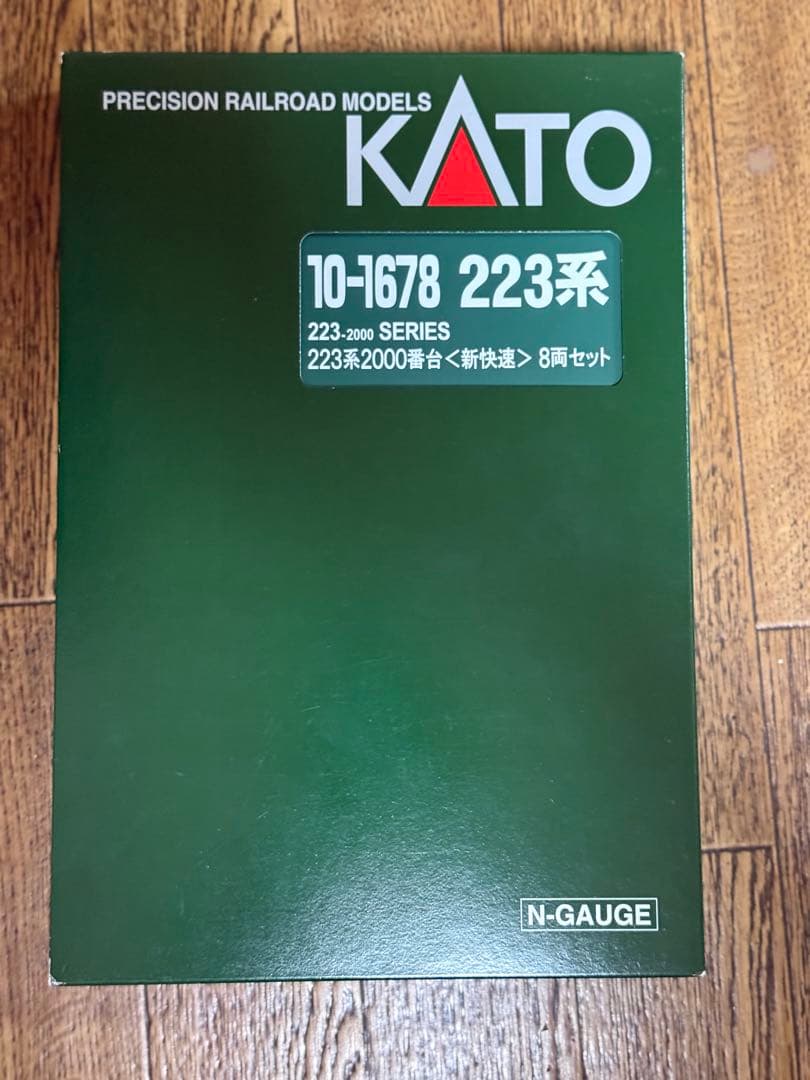 PRECISION RAILROAD MODELS
KATO
10-1678 223系
223-2000 SERIES
223系2000番台<新快速> 8両セット
N-GAUGE